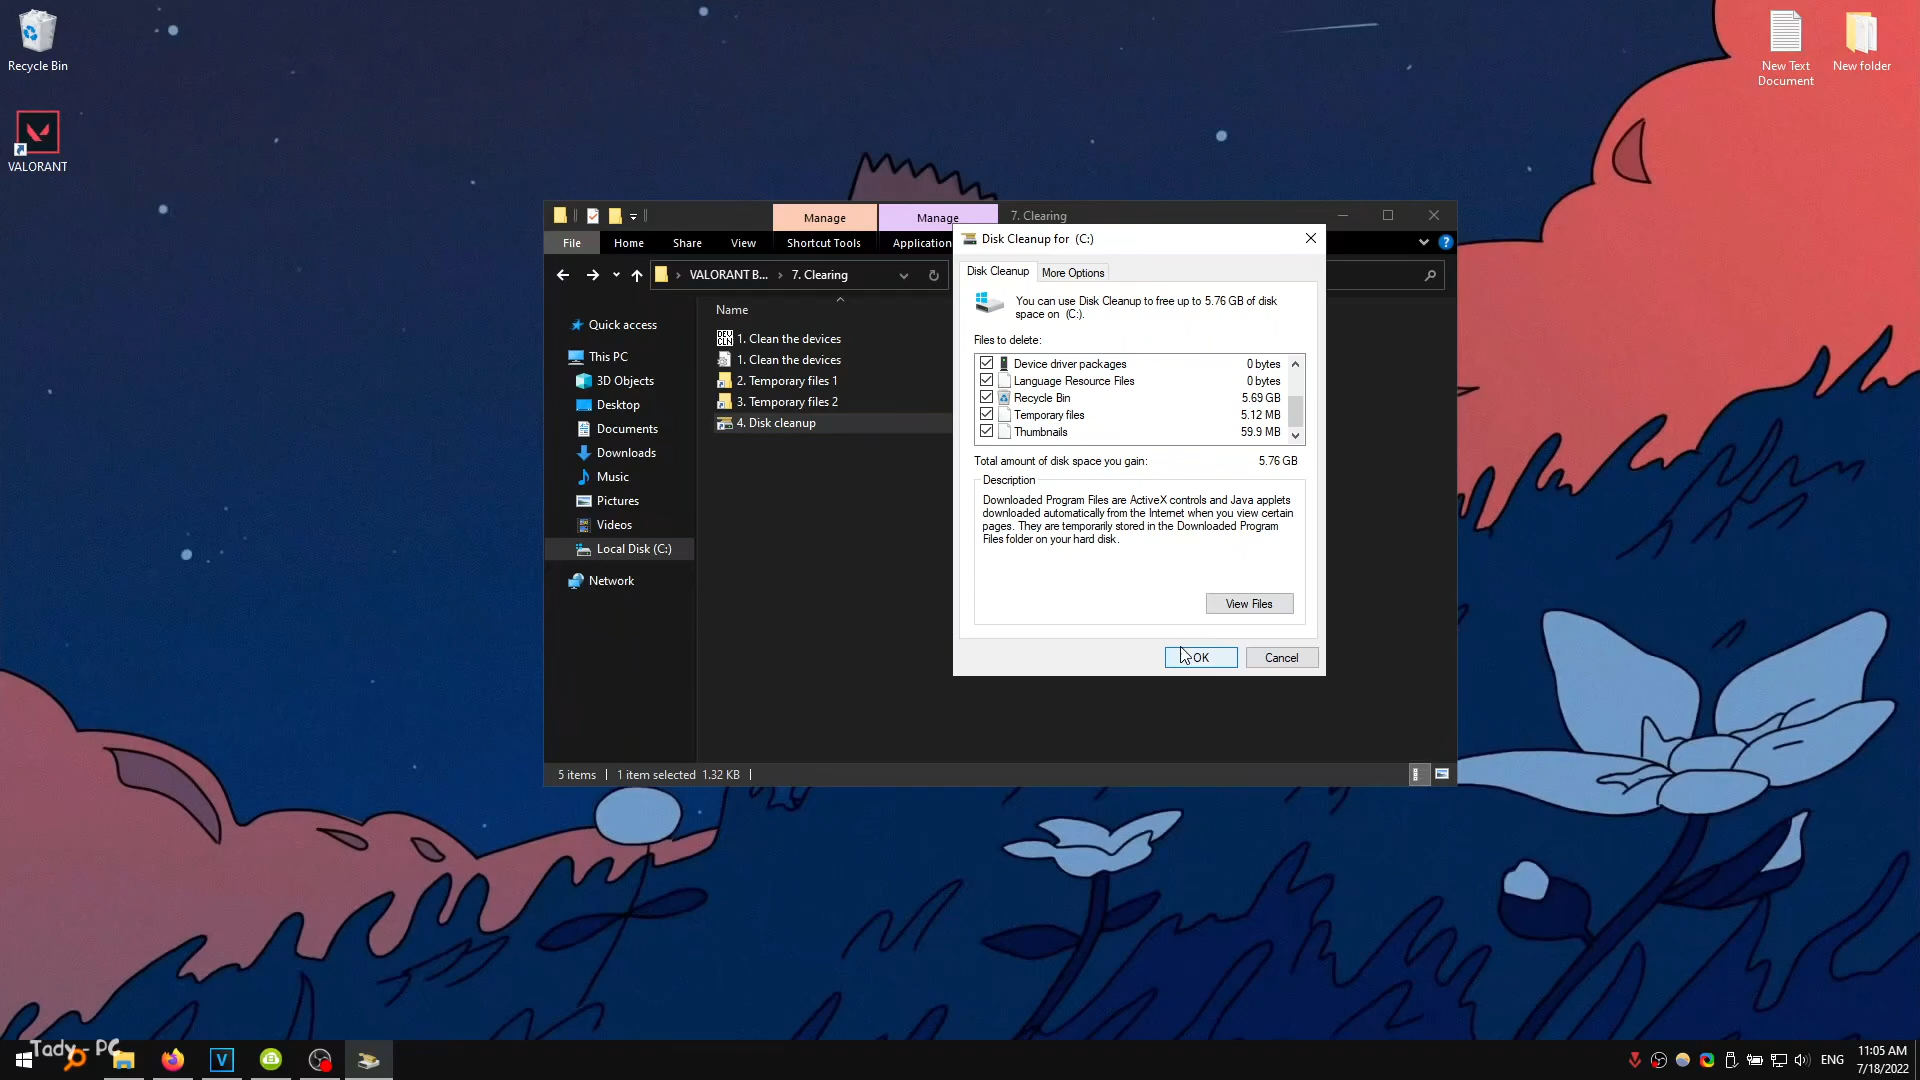 Recycle Bin
VALORANT
New Text
Document
New folder
Manage
Manage
7. Clearing
File
Home
Share
View
Shortcut Tools
Application
VALORANT B...
7. Clearing
Quick access
This PC
3D Objects
Desktop
Documents
Downloads
Music
Pictures
Videos
Local Disk (C:)
Network
Name
DEV
CLN
1. Clean the devices
1. Clean the devices
2. Temporary files 1
3. Temporary files 2
4. Disk cleanup
5 items
1 item selected 1.32 KB
Disk Cleanup for (C:)
Disk Cleanup
More Options
You can use Disk Cleanup to free up to 5.76 GB of disk
space on (C:).
Files to delete:
Device driver packages 0 bytes
Language Resource Files 0 bytes
Recycle Bin 5.69 GB
Temporary files 5.12 MB
Thumbnails 59.9 MB
Total amount of disk space you gain: 5.76 GB
Description
Downloaded Program Files are ActiveX controls and Java applets
downloaded automatically from the Internet when you view certain
pages. They are temporarily stored in the Downloaded Program
Files folder on your hard disk.
View Files
OK
Cancel
Tady - PC
V
ENG
11:05 AM
7/18/2022